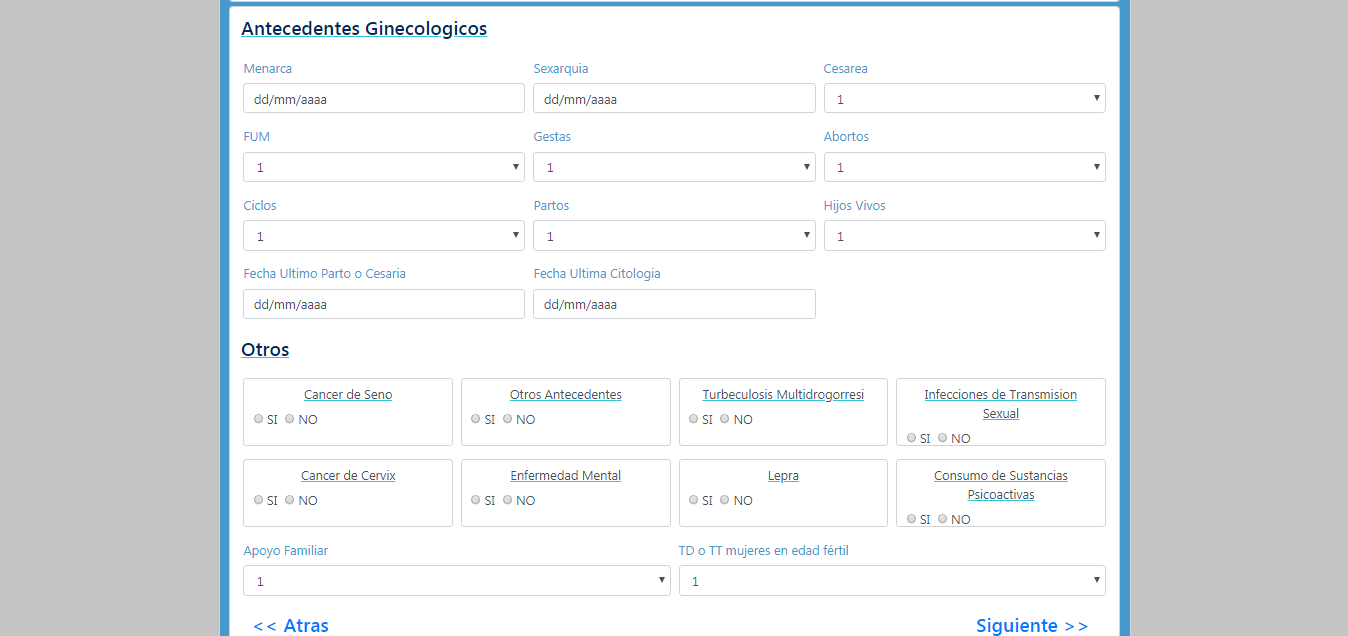 Antecedentes Ginecologicos
Menarca Sexarquia Cesarea
dd/mm/aaaa dd/mm/aaaa 1
FUM Gestas Abortos
1 1 1
Ciclos Partos Hijos Vivos
1 1 1
Fecha Ultimo Parto o Cesaria Fecha Ultima Citologia
dd/mm/aaaa dd/mm/aaaa
Otros
Cancer de Seno Otros Antecedentes Turbeculosis Multidrogorresi Infecciones de Transmision
Sexual
SI NO SI NO SI NO SI NO
Cancer de Cervix Enfermedad Mental Lepra Consumo de Sustancias
Psicoactivas
SI NO SI NO SI NO SI NO
Apoyo Familiar TD o TT mujeres en edad fértil
1 1
<< Atras Siguiente >>